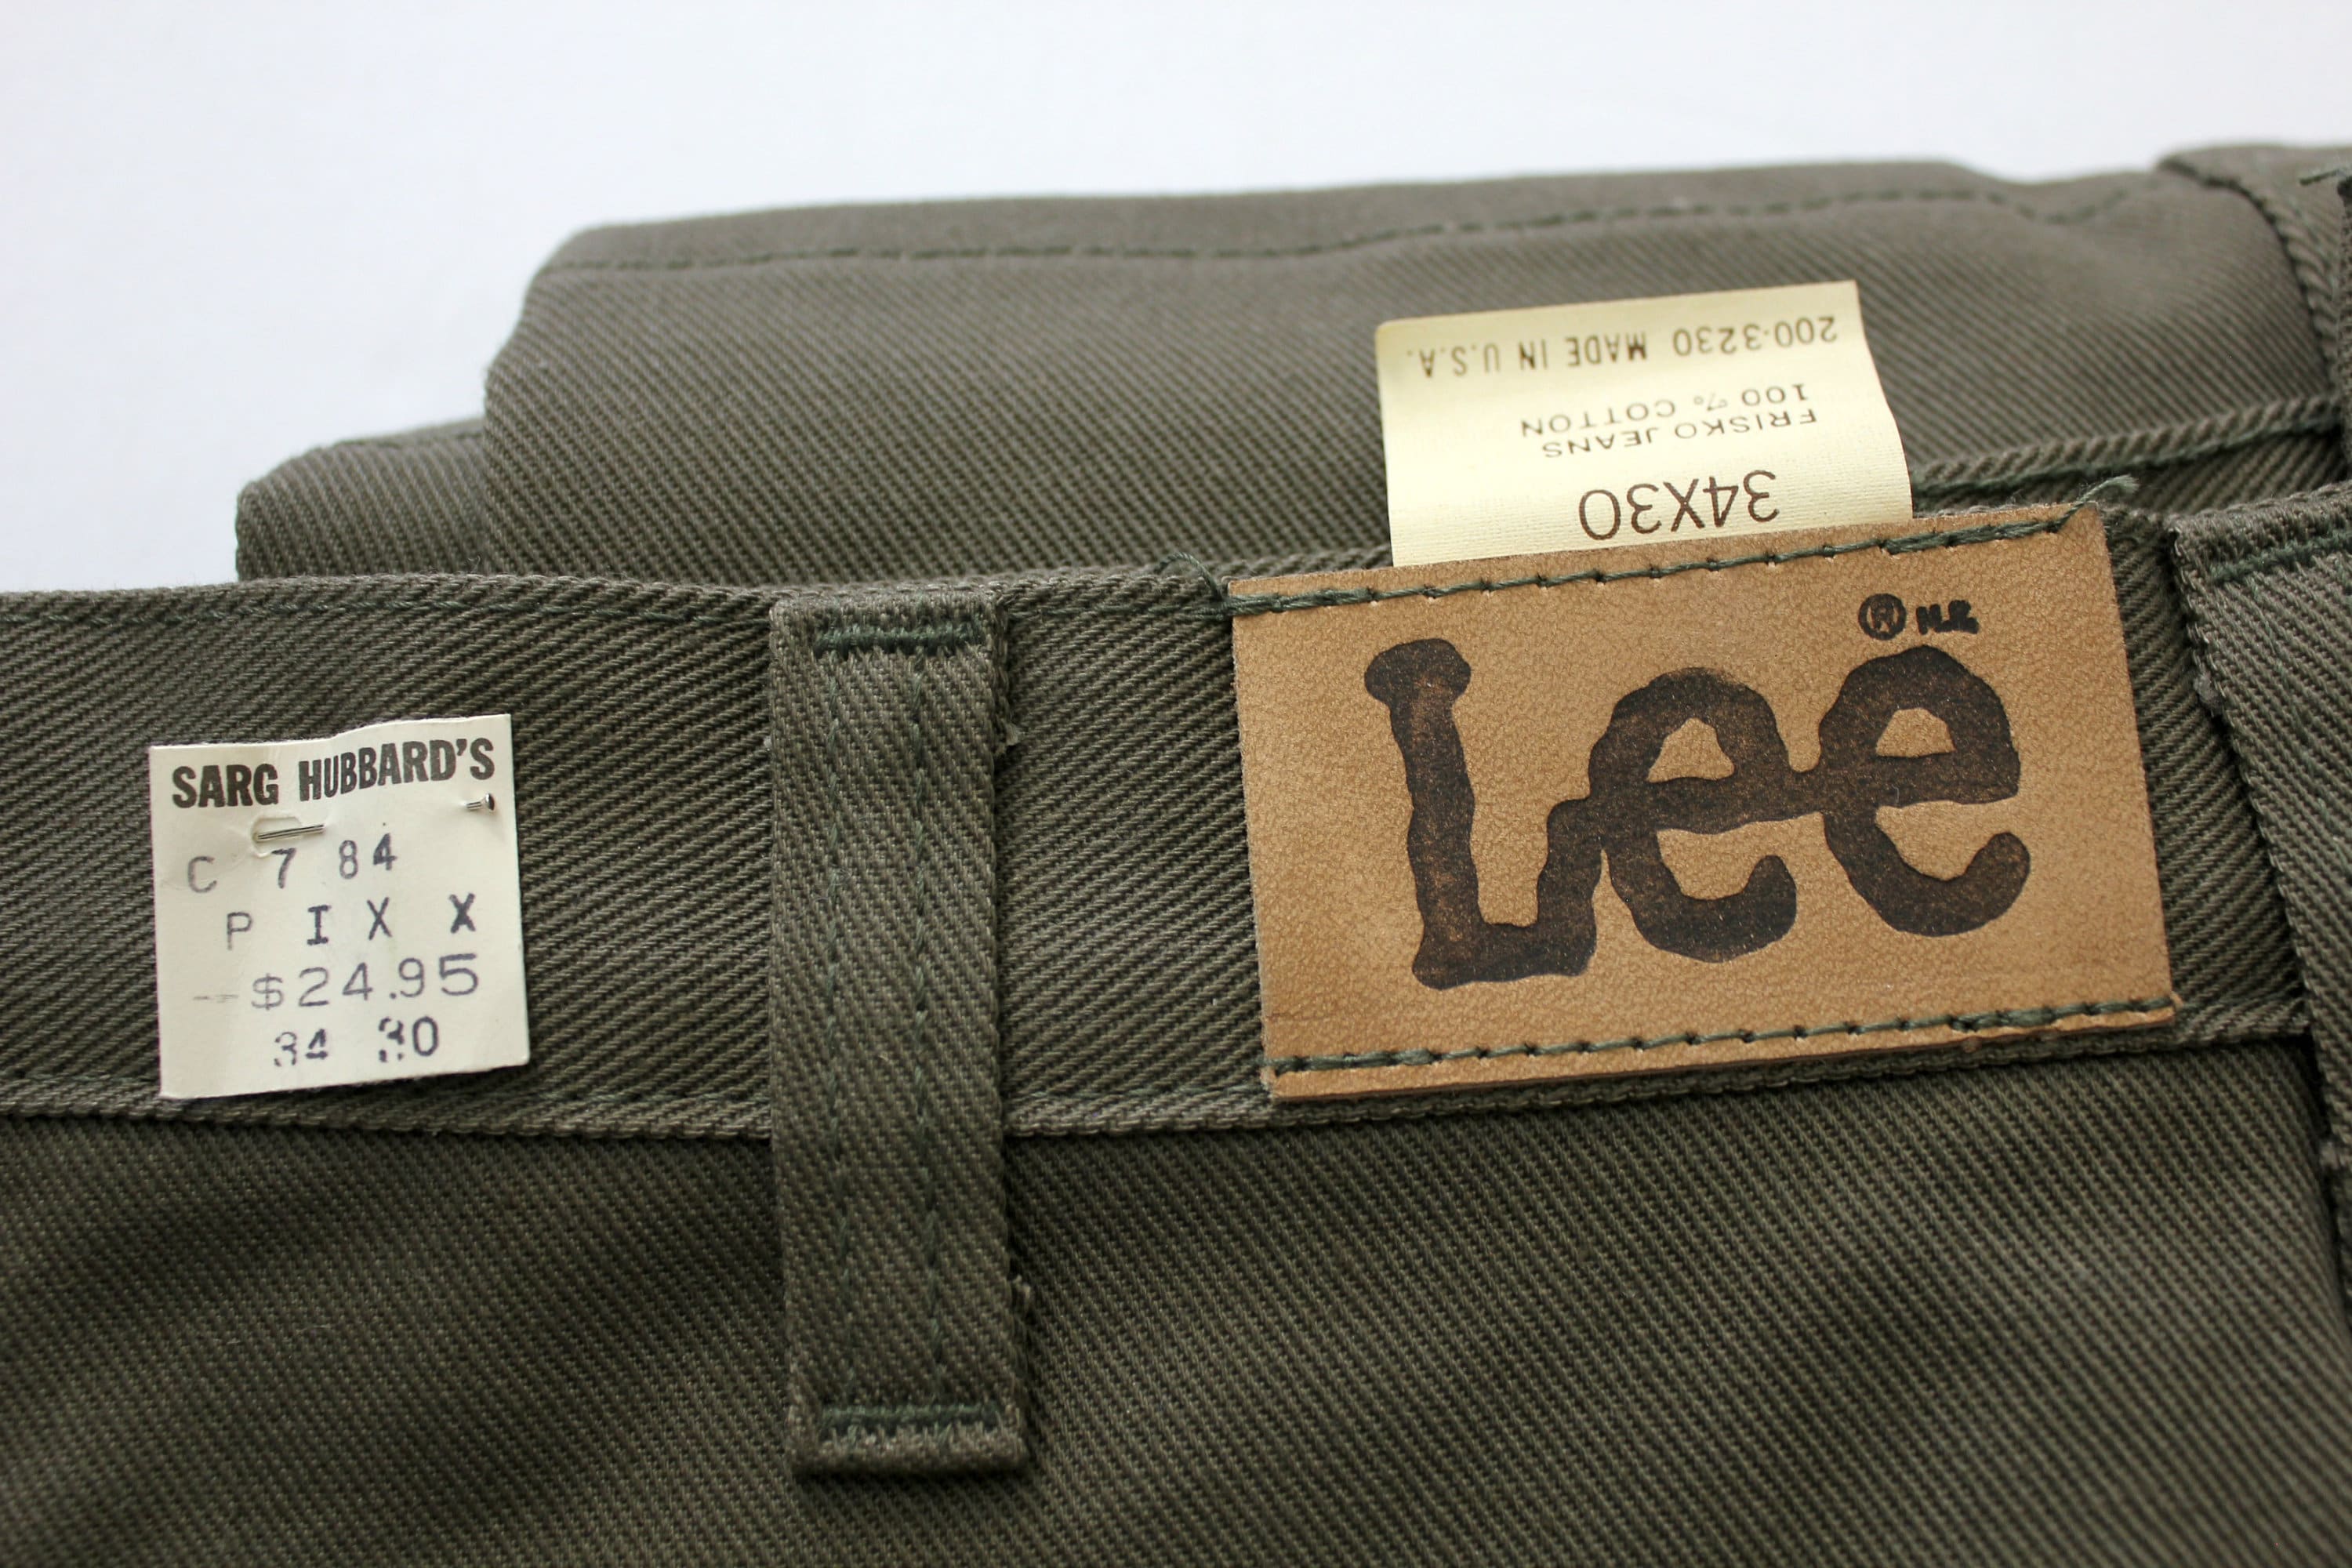 200-3230 MADE IN U.S.A.
100 % COTTON
FRISKO JEANS
34X30
® M.R.
Lee
SARG HUBBARD'S
C 7 84
P I X X
$24.95
34 30